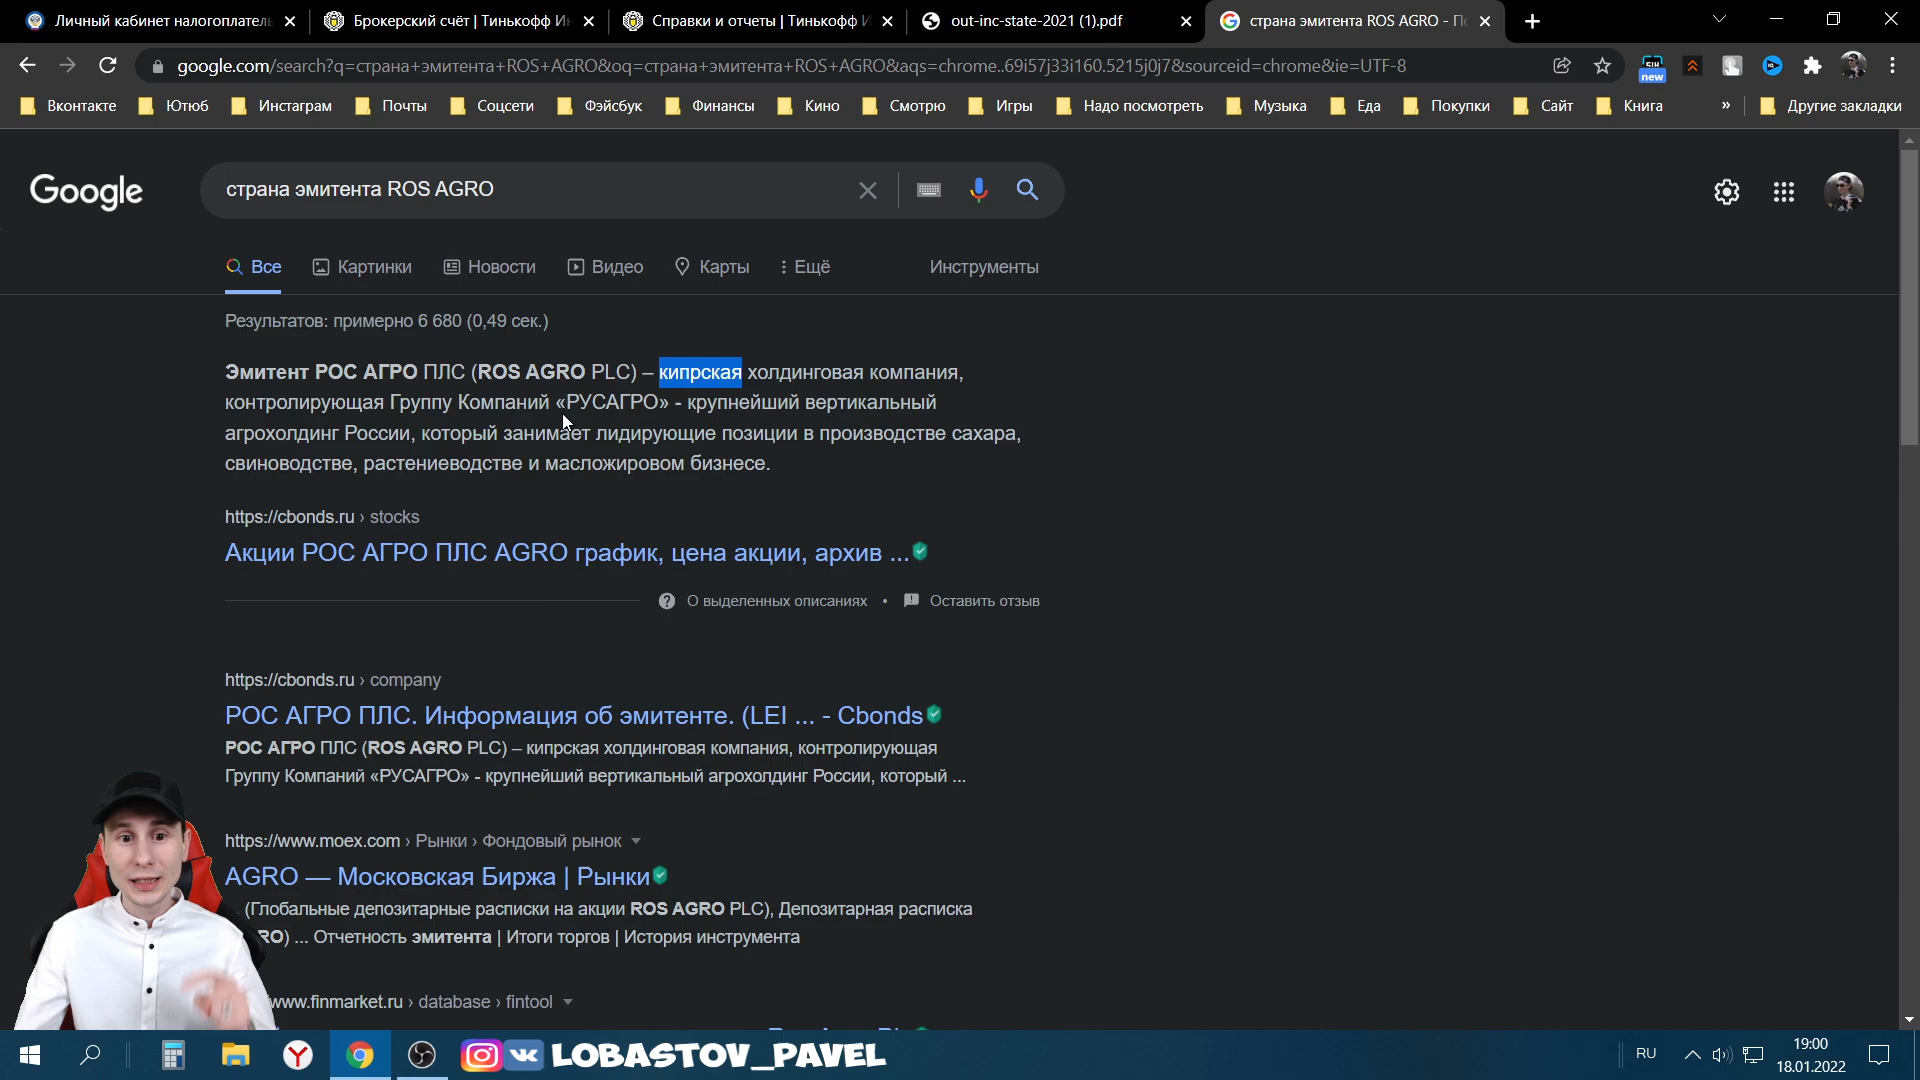 Личный кабинет налогоплатель
Брокерский счёт | Тинькофф И
Справки и отчеты | Тинькофф И
out-inc-state-2021 (1).pdf
страна эмитента ROS AGRO - По
google.com/search?q=страна+эмитента+ROS+AGRO&oq=страна+эмитента+ROS+AGRO&aqs=chrome..69i57j33i160.5215j0j7&sourceid=chrome&ie=UTF-8
new
Вконтакте Ютюб Инстаграм Почты Соцсети Фэйсбук Финансы Кино Смотрю Игры Надо посмотреть Музыка Еда Покупки Сайт Книга » Другие закладки
Google
страна эмитента ROS AGRO
Все Картинки Новости Видео Карты Ещё Инструменты
Результатов: примерно 6 680 (0,49 сек.)
Эмитент РОС АГРО ПЛС (ROS AGRO PLC) – кипрская холдинговая компания,
контролирующая Группу Компаний «РУСАГРО» - крупнейший вертикальный
агрохолдинг России, который занимает лидирующие позиции в производстве сахара,
свиноводстве, растениеводстве и масложировом бизнесе.
https://cbonds.ru › stocks
Акции РОС АГРО ПЛС AGRO график, цена акции, архив ...
О выделенных описаниях • Оставить отзыв
https://cbonds.ru › company
РОС АГРО ПЛС. Информация об эмитенте. (LEI ... - Cbonds
РОС АГРО ПЛС (ROS AGRO PLC) – кипрская холдинговая компания, контролирующая
Группу Компаний «РУСАГРО» - крупнейший вертикальный агрохолдинг России, который ...
https://www.moex.com › Рынки › Фондовый рынок
AGRO — Московская Биржа | Рынки
(Глобальные депозитарные расписки на акции ROS AGRO PLC), Депозитарная расписка
RO) ... Отчетность эмитента | Итоги торгов | История инструмента
www.finmarket.ru › database › fintool
LOBASTOV_PAVEL
RU
19:00
18.01.2022